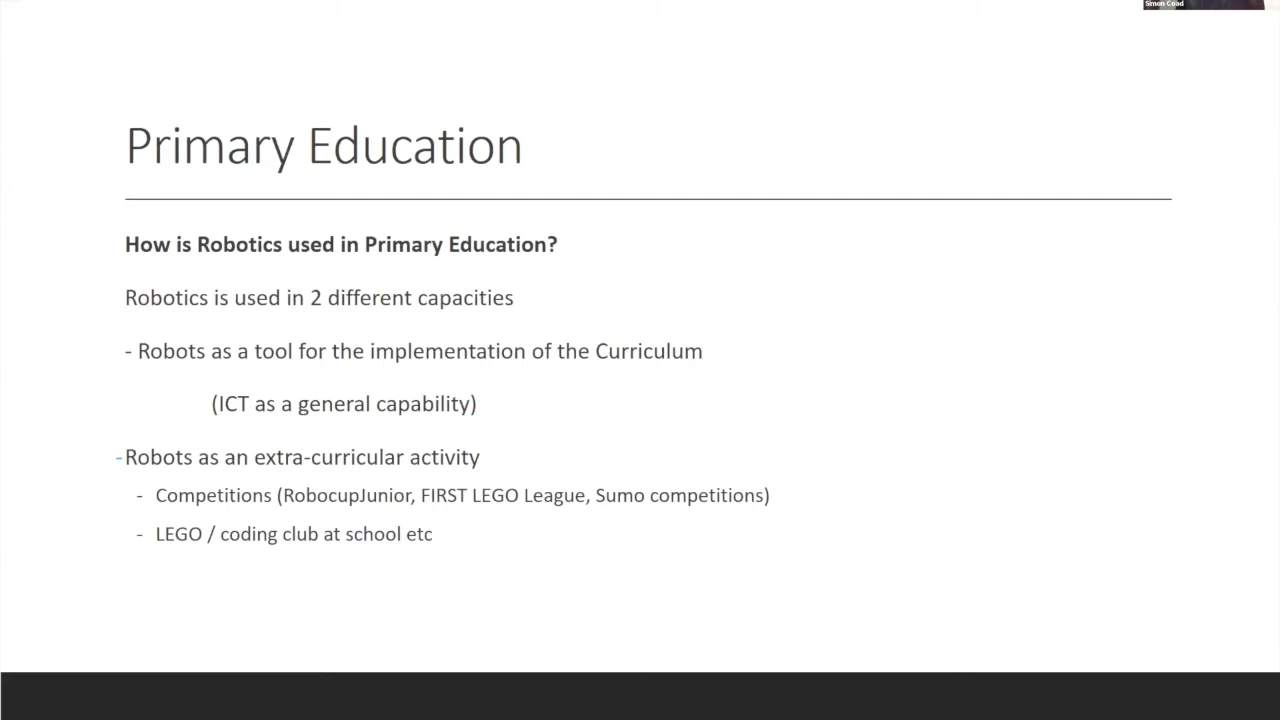 Simon Coad
Primary Education
How is Robotics used in Primary Education?
Robotics is used in 2 different capacities
- Robots as a tool for the implementation of the Curriculum
(ICT as a general capability)
-Robots as an extra-curricular activity
- Competitions (RobocupJunior, FIRST LEGO League, Sumo competitions)
- LEGO / coding club at school etc